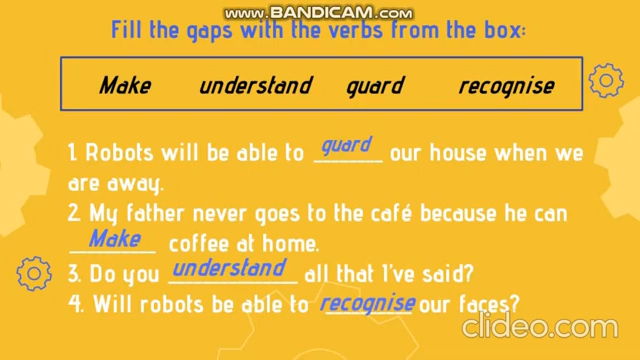 www.BANDICAM.com
Fill the gaps with the verbs from the box:
Make understand guard recognise
1. Robots will be able to guard our house when we
are away.
2. My father never goes to the café because he can
Make coffee at home.
3. Do you understand all that I've said?
4. Will robots be able to recognise our faces?
clideo.com